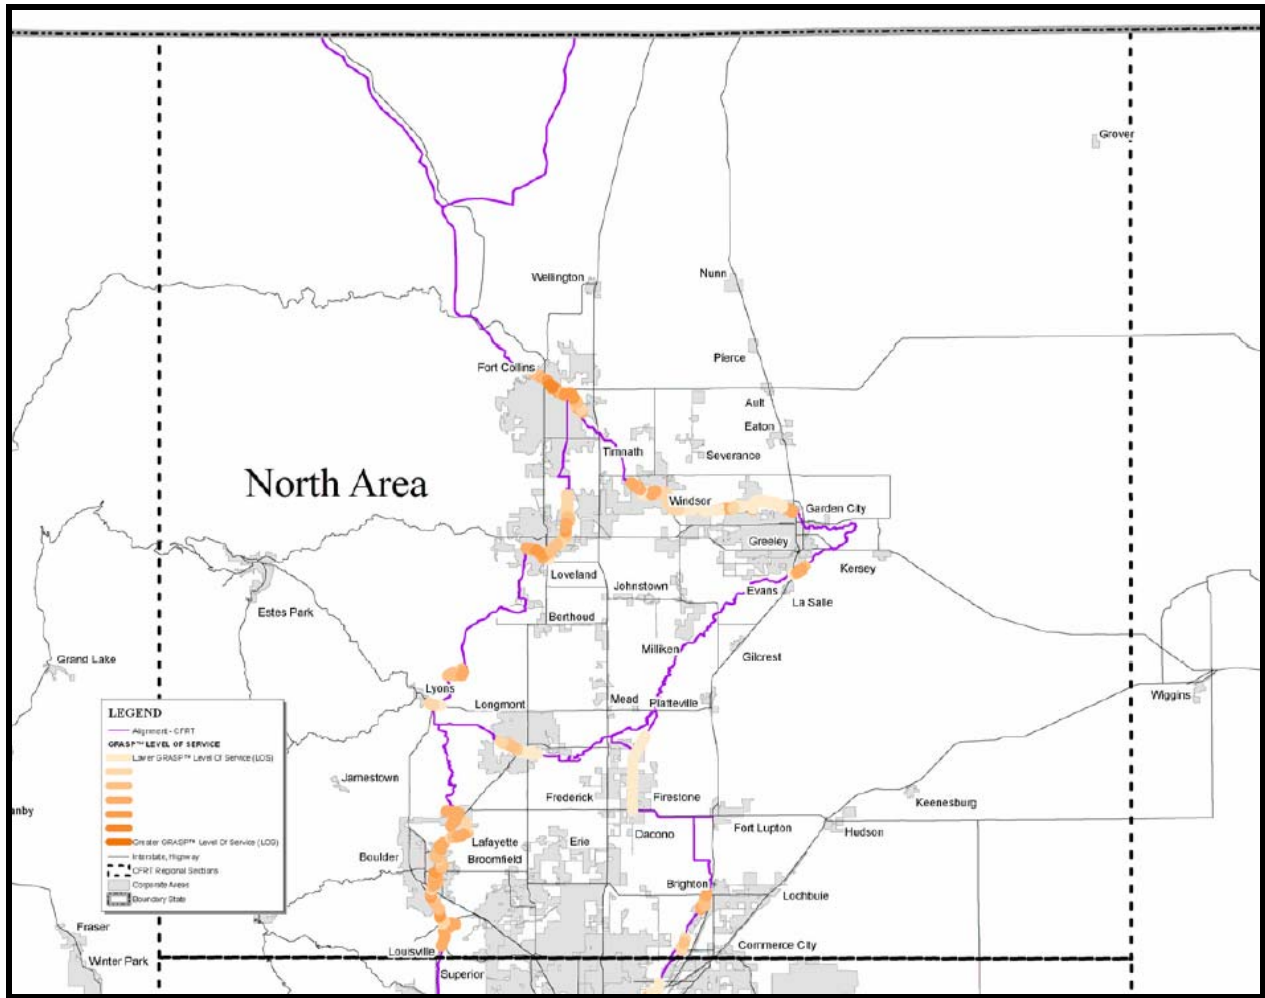 Grover
Wellington
Nunn
Pierce
Fort Collins
Ault
Eaton
Timnath
Severance
North Area
Windsor
Garden City
Greeley
Kersey
Loveland
Johnstown
Evans
La Salle
Estes Park
Berthoud
Milliken
Gilcrest
Grand Lake
Lyons
Wiggins
Longmont
Mead
Platteville
LEGEND
Alignment - CFRT
GRASP™ LEVEL OF SERVICE
Lower GRASP™ Level Of Service (LOS)
Greater GRASP™ Level Of Service (LOS)
Interstate, Highway
CFRT Regional Sections
Corporate Areas
Boundary State
Jamestown
Frederick
Firestone
Keenesburg
anby
Dacono
Fort Lupton
Hudson
Lafayette
Erie
Boulder
Broomfield
Brighton
Lochbuie
Fraser
Louisville
Commerce City
Winter Park
Superior